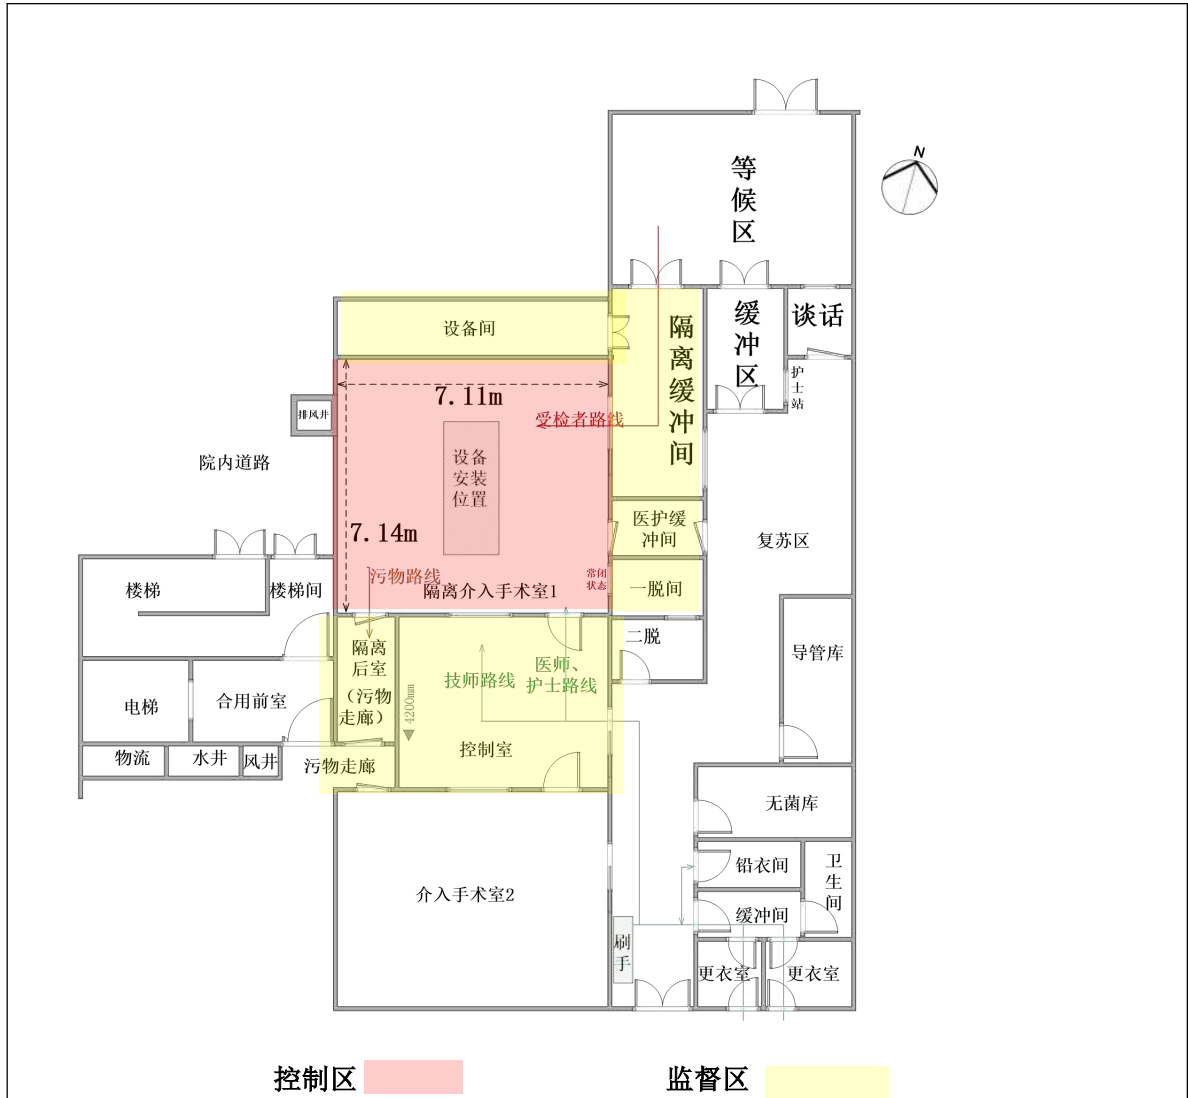 N
等
候
区
设备间
隔
离
缓
冲
间
缓
冲
区
谈话
护
士
站
7.11m
排风井
受检者路线
院内道路
设备
安装
位置
7.14m
医护缓
冲间
复苏区
污物路线
隔离介入手术室1
常闭
状态
一脱间
楼梯
楼梯间
二脱
导管库
隔离
后室
(污物
走廊)
技师路线
医师、
护士路线
4200mm
电梯
合用前室
控制室
物流
水井
风井
污物走廊
无菌库
铅衣间
卫
生
间
介入手术室2
缓冲间
刷
手
更衣室
更衣室
控制区
监督区